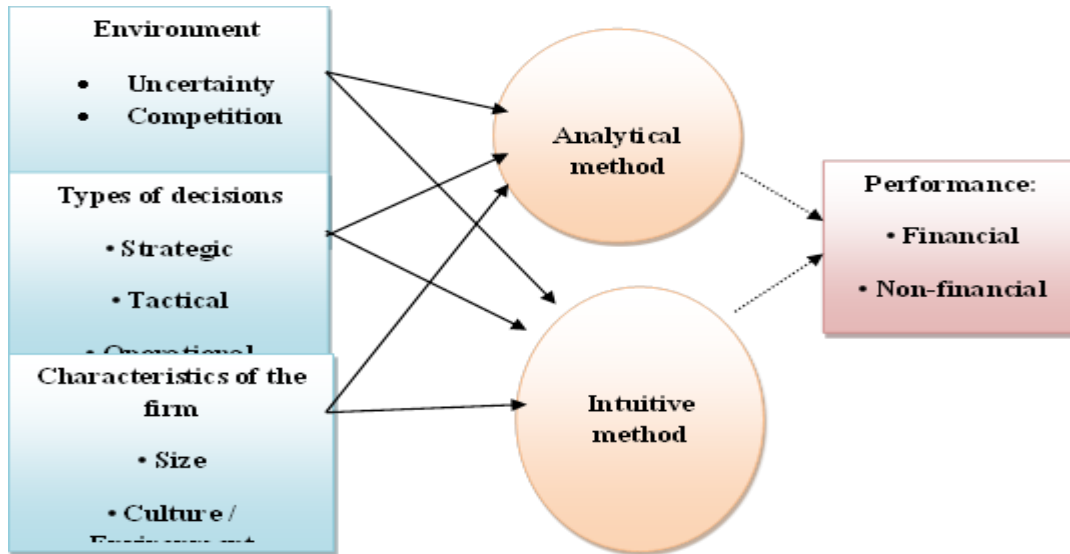 Environment
• Uncertainty
• Competition
Types of decisions
• Strategic
• Tactical
• Operational
Characteristics of the
firm
• Size
• Culture /
Analytical
method
Intuitive
method
Performance:
• Financial
• Non-financial